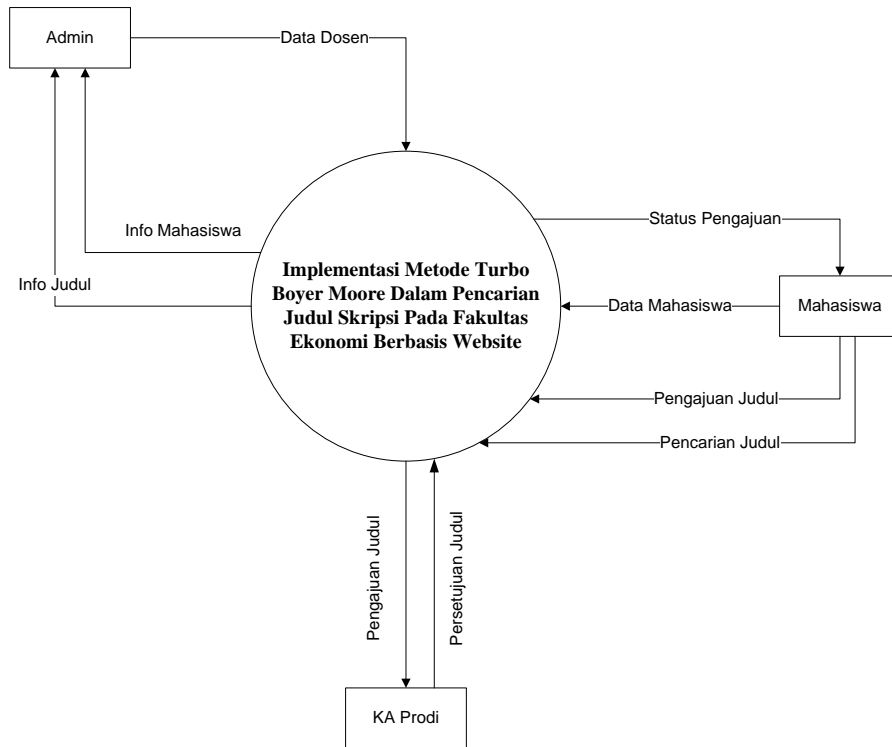 Admin
Data Dosen
Status Pengajuan
Info Mahasiswa
Info Judul
Implementasi Metode Turbo
Boyer Moore Dalam Pencarian
Judul Skripsi Pada Fakultas
Ekonomi Berbasis Website
Data Mahasiswa
Mahasiswa
Pengajuan Judul
Pencarian Judul
Pengajuan Judul
Persetujuan Judul
KA Prodi